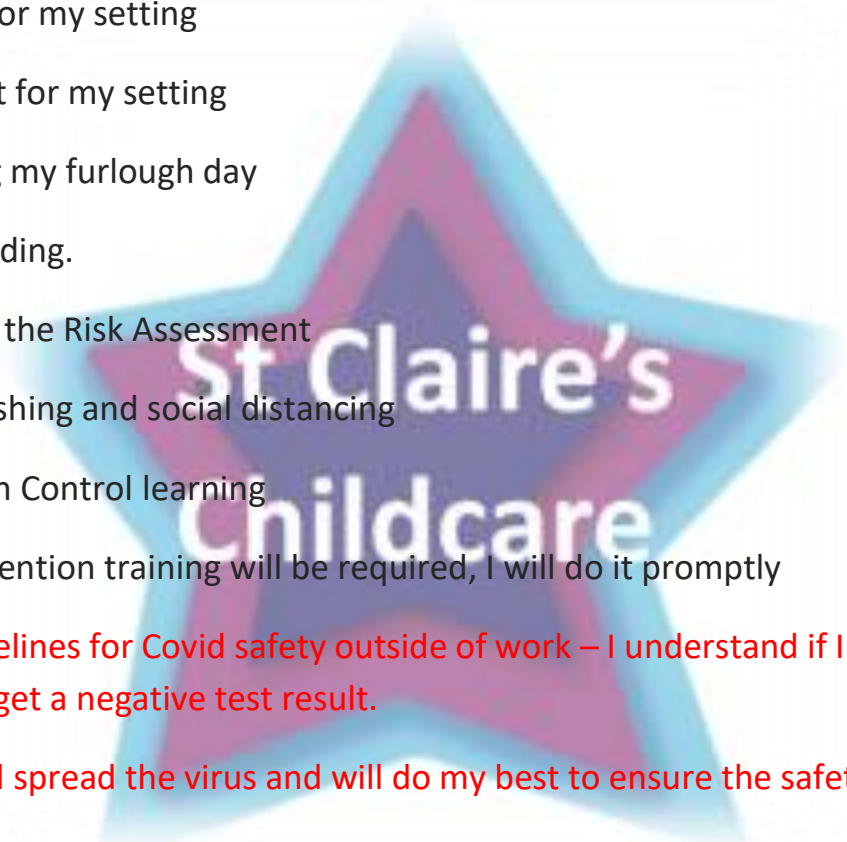 or my setting
t for my setting
g my furlough day
ding.
the Risk Assessment
St Claire's
shing and social distancing
n Control learning
Childcare
ention training will be required, I will do it promptly
elines for Covid safety outside of work – I understand if I
get a negative test result.
l spread the virus and will do my best to ensure the safet